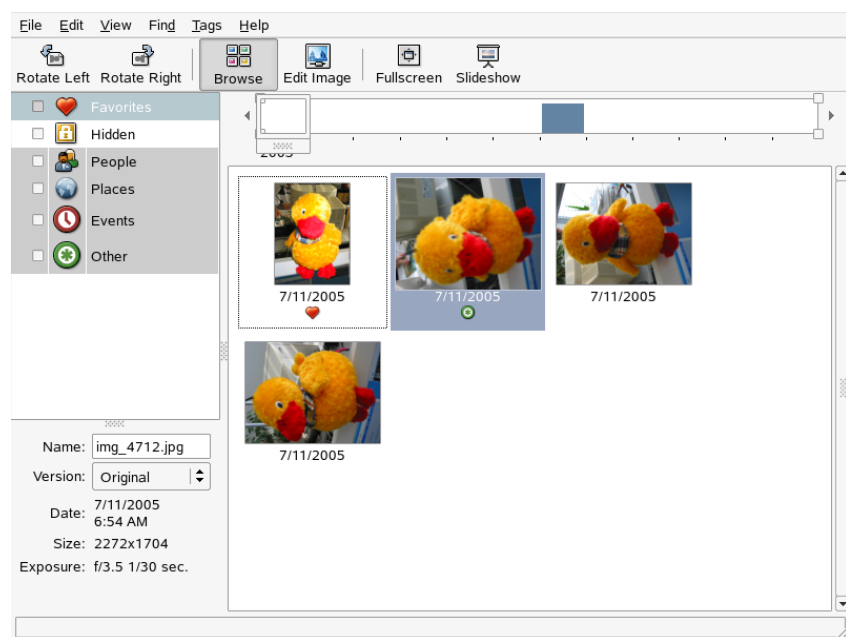 File Edit View Find Tags Help
Rotate Left Rotate Right Browse Edit Image Fullscreen Slideshow
Favorites
Hidden
People
Places
Events
Other
2005
7/11/2005 7/11/2005 7/11/2005
7/11/2005
Name: img_4712.jpg
Version: Original
Date: 7/11/2005
6:54 AM
Size: 2272x1704
Exposure: f/3.5 1/30 sec.